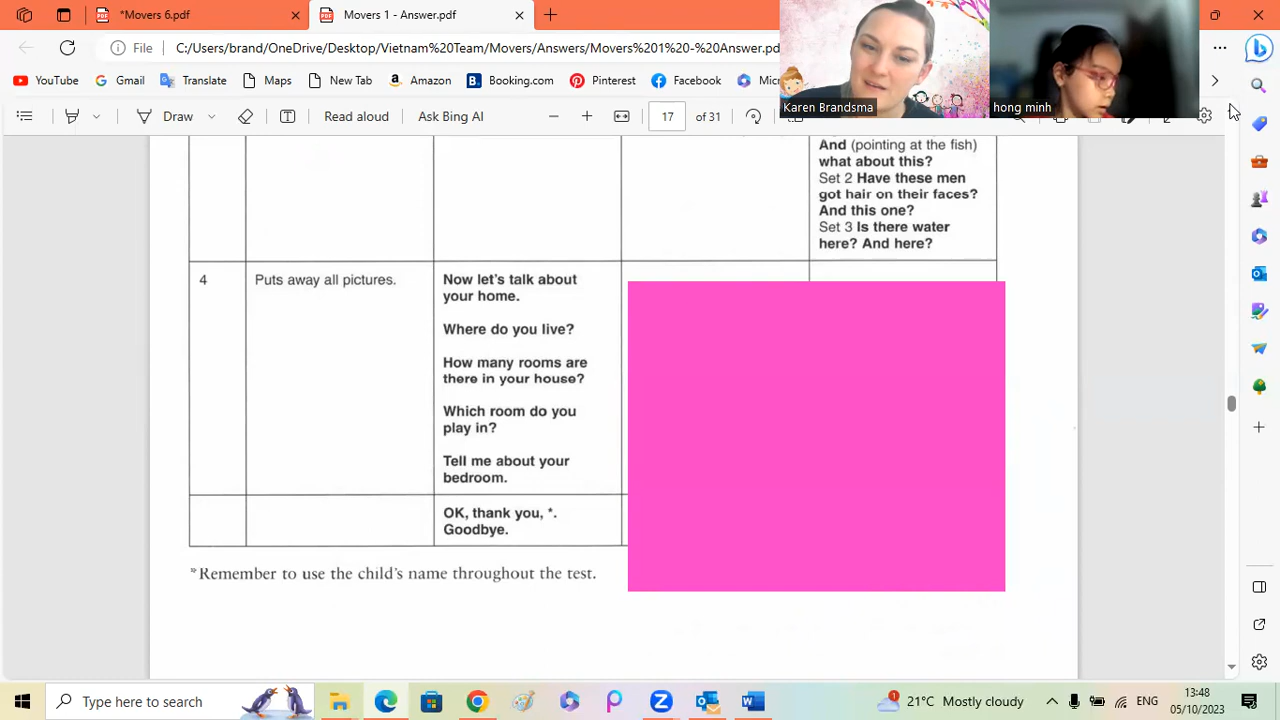 *Movers 6.pdf
Movers 1 - Answer.pdf
File
C:/Users/brand/OneDrive/Desktop/Vietnam%20Team/Movers/Answers/Movers%201%20-%20Answer.pd
YouTube
Gmail
Translate
Maps
New Tab
Amazon
Booking.com
Pinterest
Facebook
Karen Brandsma
hong minh
Draw
Read aloud
Ask Bing AI
17
of 31
And (pointing at the fish)
what about this?
Set 2 Have these men
got hair on their faces?
And this one?
Set 3 Is there water
here? And here?
4
Puts away all pictures.
Now let's talk about
your home.
Where do you live?
How many rooms are
there in your house?
Which room do you
play in?
Tell me about your
bedroom.
OK, thank you, *.
Goodbye.
*Remember to use the child's name throughout the test.
Type here to search
1
21°C
Mostly cloudy
ENG
13:48
05/10/2023